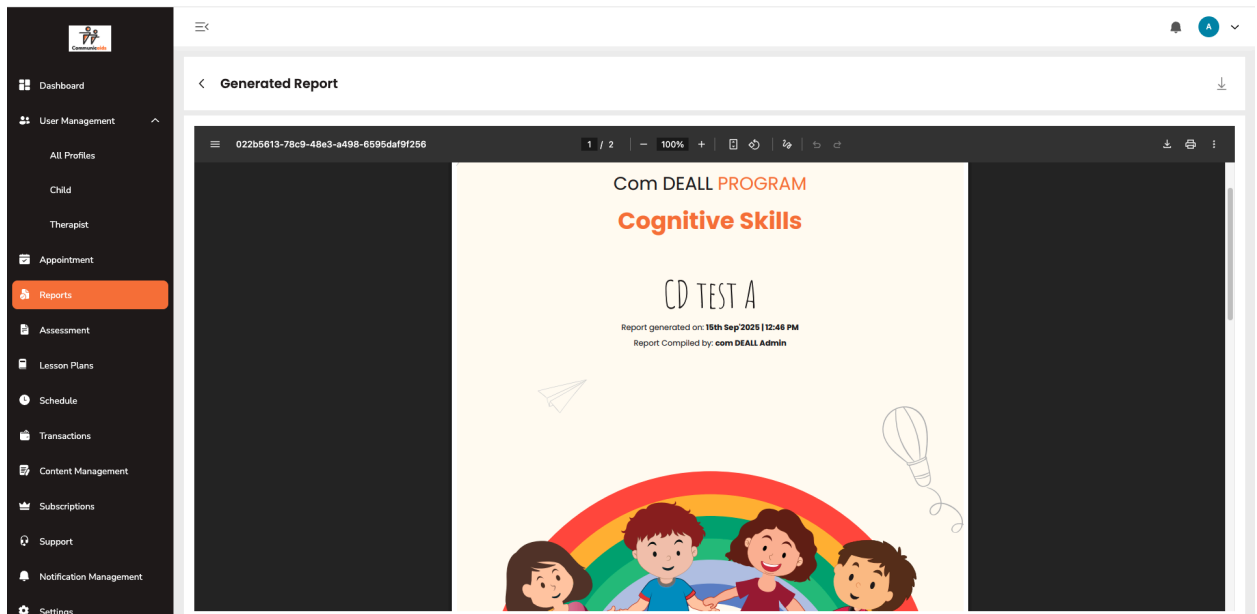 Communicaids
Dashboard
User Management
All Profiles
Child
Therapist
Appointment
Reports
Assessment
Lesson Plans
Schedule
Transactions
Content Management
Subscriptions
Support
Notification Management
Settings
A
Generated Report
022b5613-78c9-48e3-a498-6595daf9f256
1 / 2
100%
Com DEALL PROGRAM
Cognitive Skills
CD TEST A
Report generated on: 15th Sep'2025 | 12:46 PM
Report Compiled by: com DEALL Admin